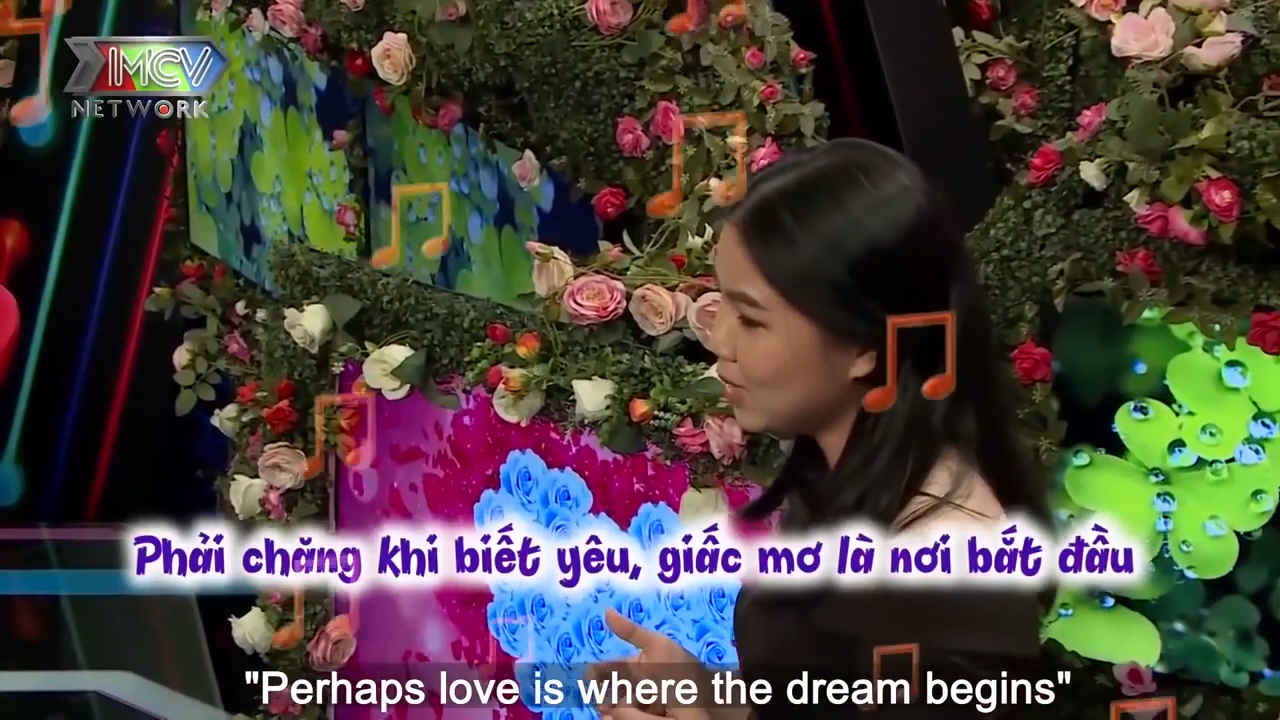 MCV
NETWORK
Phải chăng khi biết yêu, giấc mơ là nơi bắt đầu
"Perhaps love is where the dream begins"